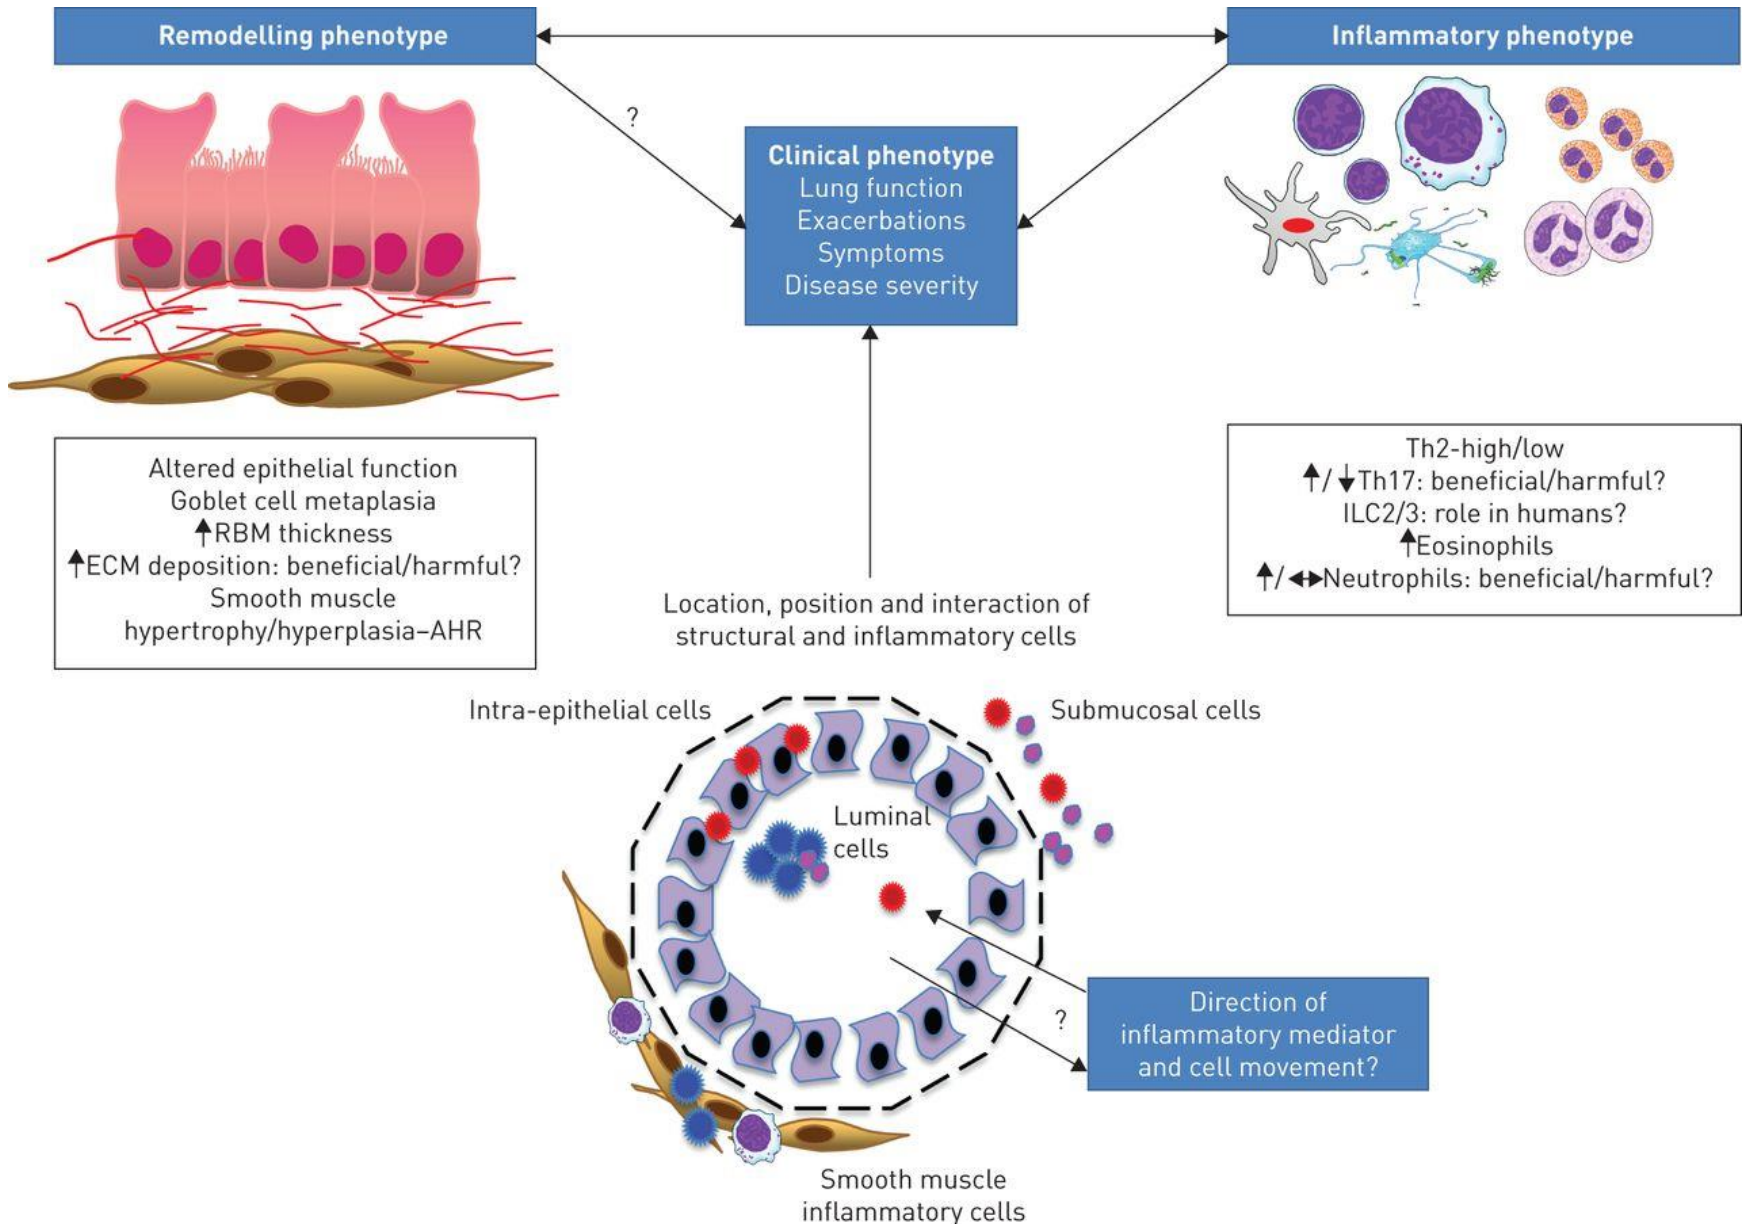 Remodelling phenotype
Inflammatory phenotype
?
Clinical phenotype
Lung function
Exacerbations
Symptoms
Disease severity
Altered epithelial function
Goblet cell metaplasia
↑RBM thickness
↑ECM deposition: beneficial/harmful?
Smooth muscle
hypertrophy/hyperplasia–AHR
Th2-high/low
↑/↓Th17: beneficial/harmful?
ILC2/3: role in humans?
↑Eosinophils
↑/↔Neutrophils: beneficial/harmful?
Location, position and interaction of
structural and inflammatory cells
Intra-epithelial cells
Submucosal cells
Luminal
cells
?
Direction of
inflammatory mediator
and cell movement?
Smooth muscle
inflammatory cells